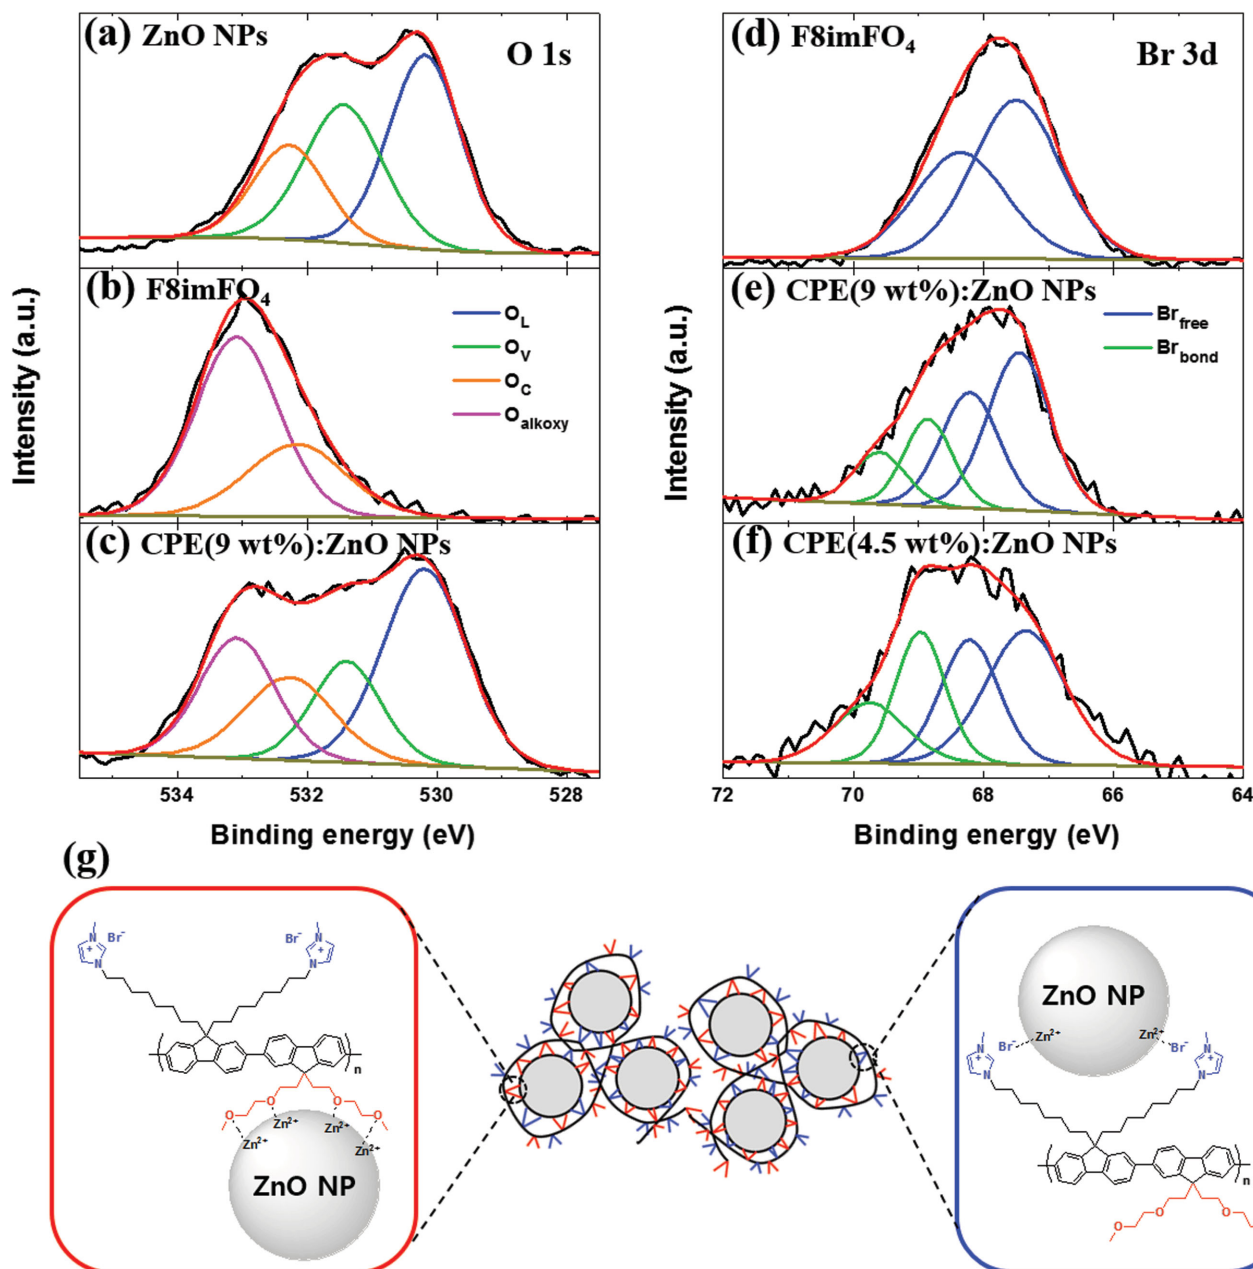 (a) ZnO NPs
O 1s
(b) F8imFO4
OL
OV
OC
Oalkoxy
(c) CPE(9 wt%):ZnO NPs
534 532 530 528
Binding energy (eV)
Intensity (a.u.)
(d) F8imFO4
Br 3d
(e) CPE(9 wt%):ZnO NPs
Brfree
Brbond
(f) CPE(4.5 wt%):ZnO NPs
72 70 68 66 64
Binding energy (eV)
Intensity (a.u.)
(g)
N
N
+
Br-
N
N
+
Br-
n
O
O
O
O
Zn2+
Zn2+
Zn2+
Zn2+
ZnO NP
ZnO NP
Zn2+
Zn2+
Br-
Br-
N
N
+
N
N
+
n
O
O
O